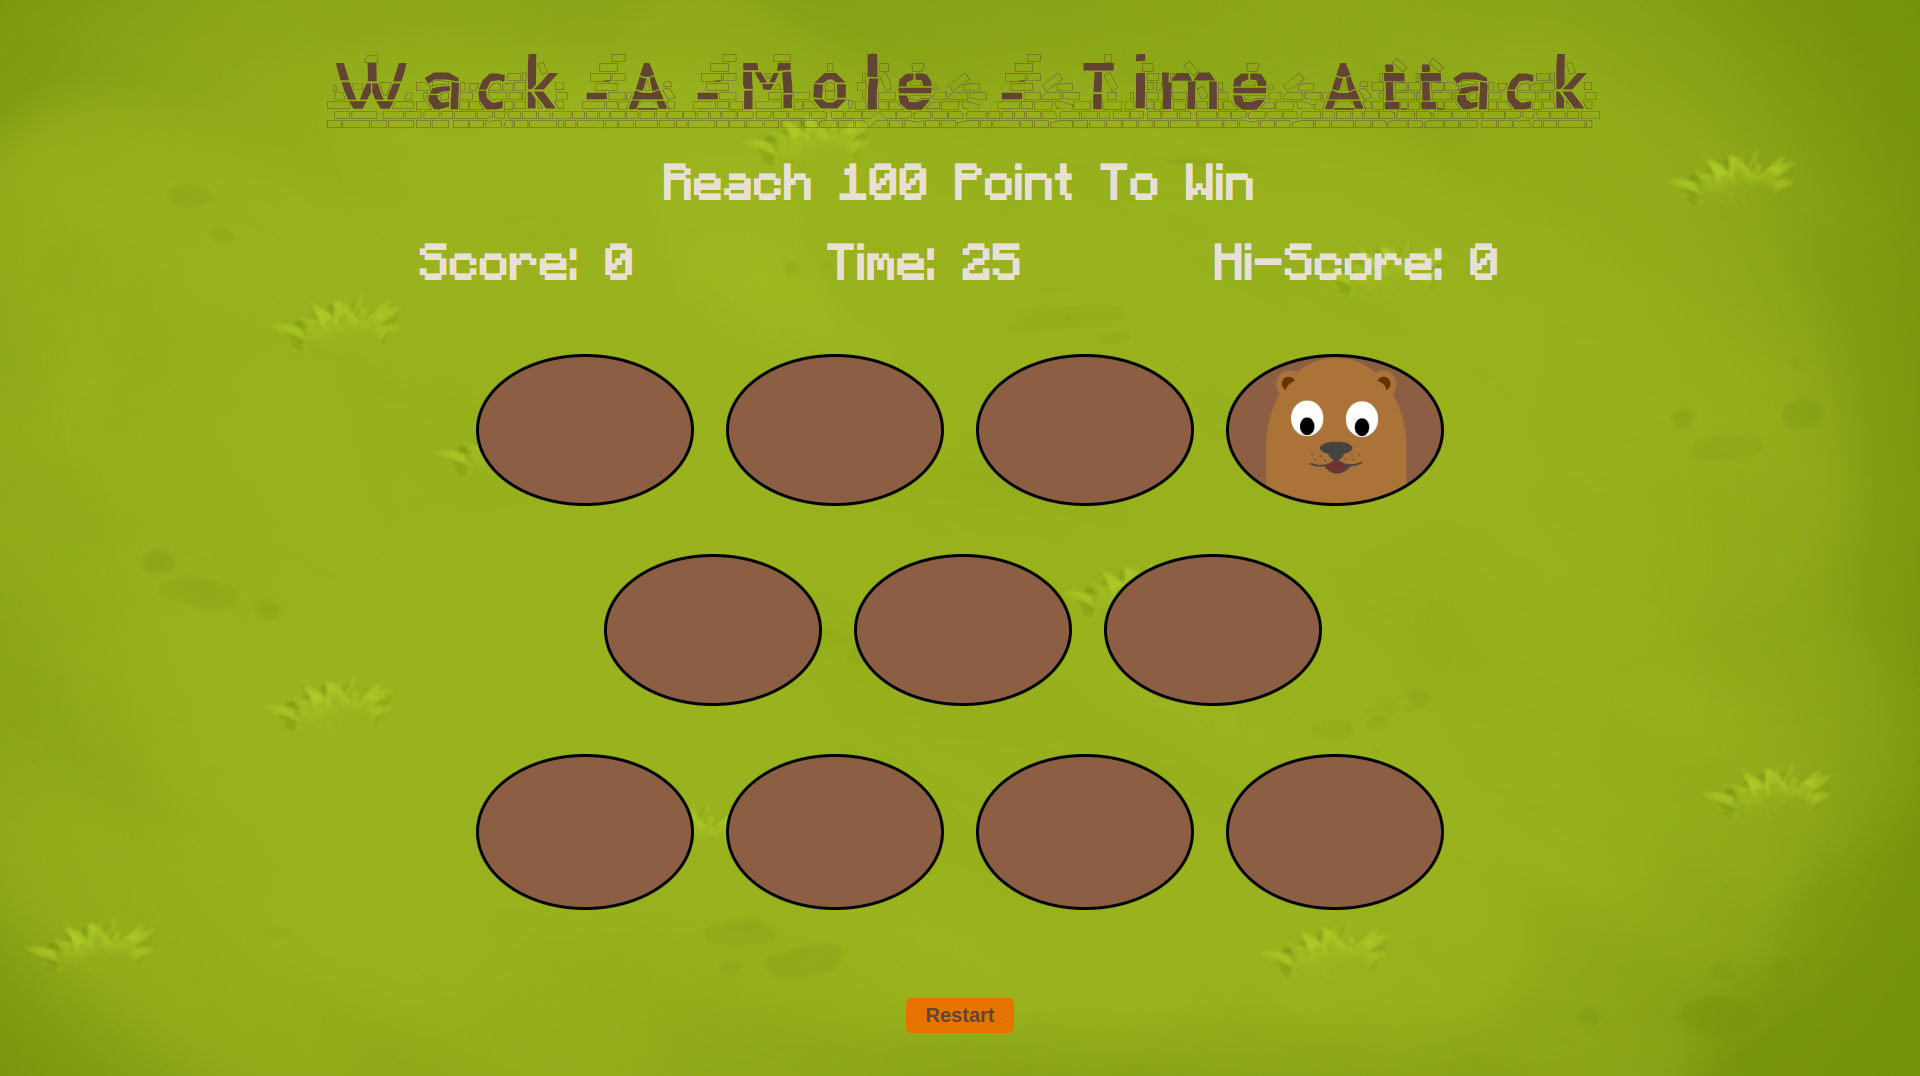 Wack -A -Mole - Time Attack
Reach 100 Point To Win
Score: 0 Time: 25 Hi-Score: 0
Restart